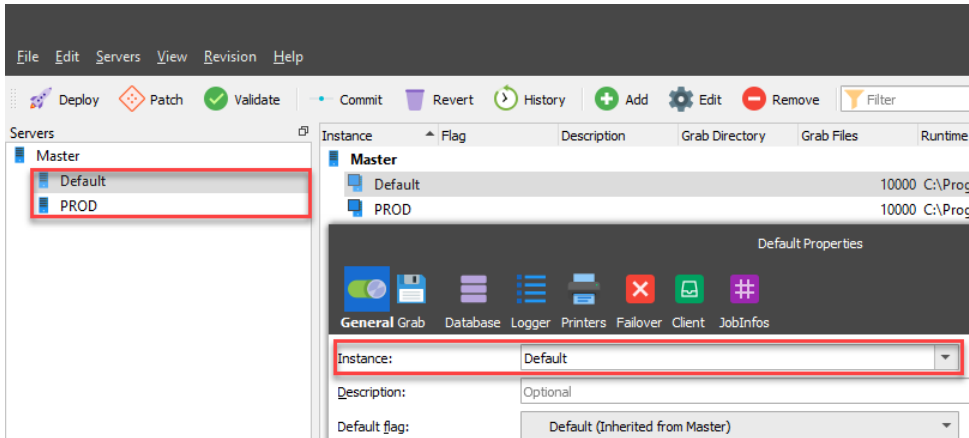 File Edit Servers View Revision Help
Deploy Patch Validate Commit Revert History Add Edit Remove Filter
Servers
Master
Default
PROD
Instance Flag Description Grab Directory Grab Files Runtime
Master
Default 10000 C:\Prog
PROD 10000 C:\Prog
Default Properties
General Grab Database Logger Printers Failover Client JobInfos
Instance: Default
Description: Optional
Default flag: Default (Inherited from Master)